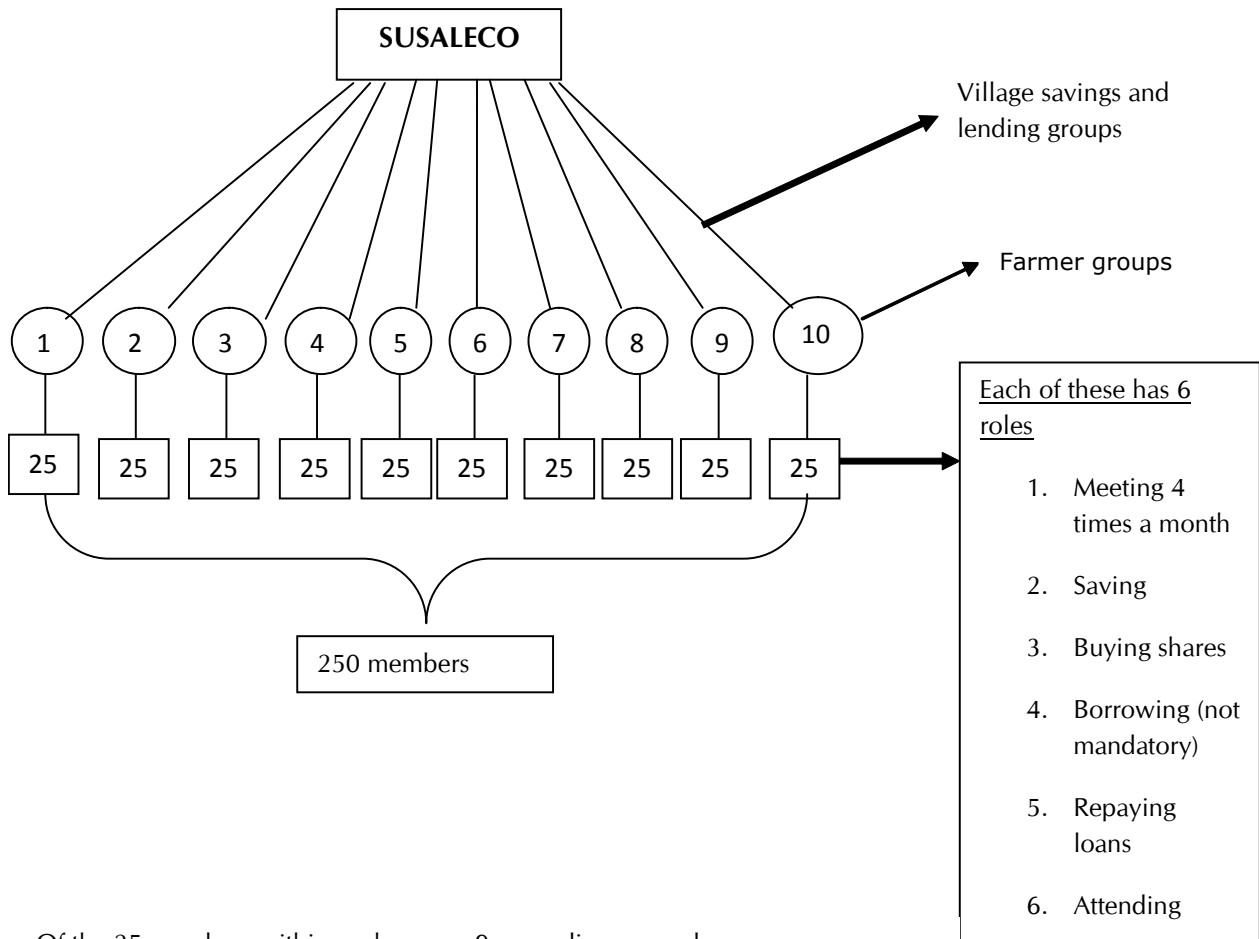 SUSALECO
Village savings and
lending groups
Farmer groups
1 2 3 4 5 6 7 8 9 10
25 25 25 25 25 25 25 25 25 25
Each of these has 6
roles
1. Meeting 4
times a month
2. Saving
3. Buying shares
4. Borrowing (not
mandatory)
5. Repaying
loans
6. Attending
250 members